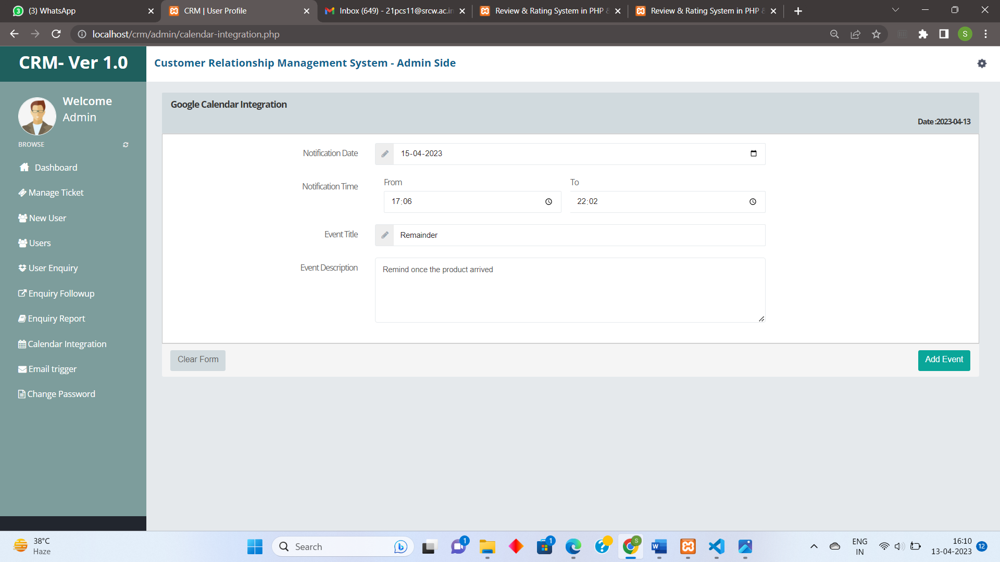 (3) WhatsApp
CRM | User Profile
Inbox (649) - 21pcs11@srcw.ac.in
Review & Rating System in PHP &
Review & Rating System in PHP &
localhost/crm/admin/calendar-integration.php
S
CRM- Ver 1.0
Customer Relationship Management System - Admin Side
Welcome
Admin
BROWSE
Dashboard
Manage Ticket
New User
Users
User Enquiry
Enquiry Followup
Enquiry Report
Calendar Integration
Email trigger
Change Password
Google Calendar Integration
Date :2023-04-13
Notification Date
15-04-2023
Notification Time
From
To
17:06
22:02
Event Title
Remainder
Event Description
Remind once the product arrived
Clear Form
Add Event
38°C
Haze
Search
1
1
S
ENG
IN
16:10
13-04-2023
12